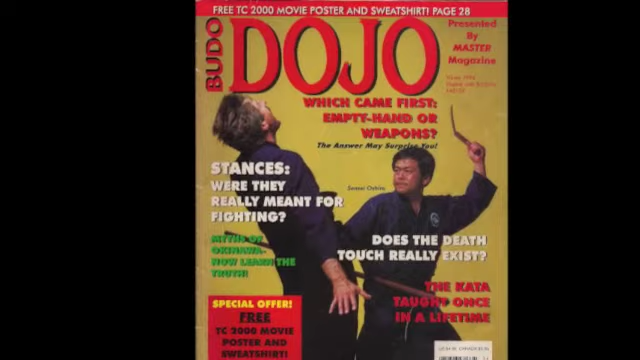 FREE TC 2000 MOVIE POSTER AND SWEATSHIRT! PAGE 28
BUDO
DOJO
Presented
By
MASTER
Magazine
WHICH CAME FIRST:
EMPTY-HAND OR
WEAPONS?
The Answer May Surprise You!
STANCES:
WERE THEY
REALLY MEANT FOR
FIGHTING?
Sensei Oshiro
MYTHS OF
OKINAWA-
NOW LEARN THE
TRUTH!
DOES THE DEATH
TOUCH REALLY EXIST?
THE KATA
TAUGHT ONCE
IN A LIFETIME
SPECIAL OFFER!
FREE
TC 2000 MOVIE
POSTER AND
SWEATSHIRT!